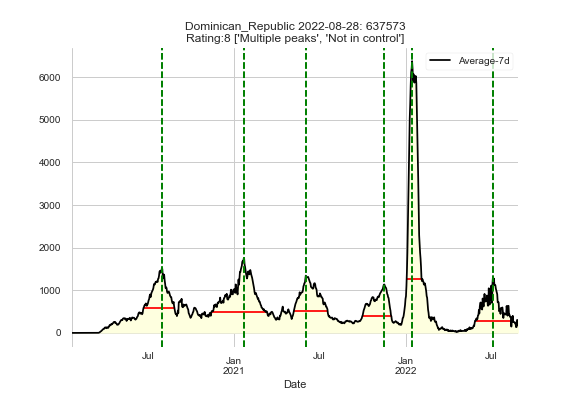 Dominican_Republic 2022-08-28: 637573
Rating:8 ['Multiple peaks', 'Not in control']
Average-7d
6000
5000
4000
3000
2000
1000
0
Jul
Jan
2021
Jul
Jan
2022
Jul
Date